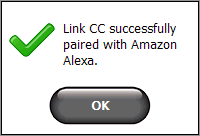 Link CC successfully
paired with Amazon
Alexa.
OK